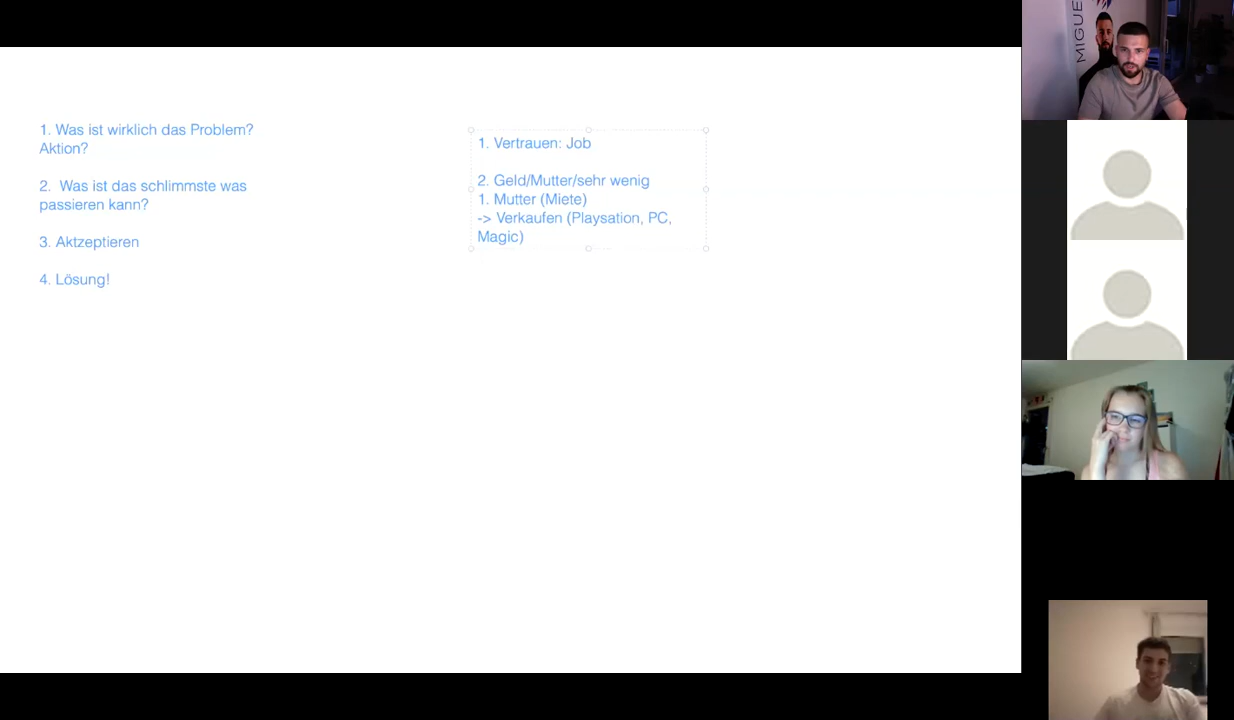 1. Was ist wirklich das Problem?
Aktion?
2. Was ist das schlimmste was
passieren kann?
3. Aktzeptieren
4. Lösung!
1. Vertrauen: Job
2. Geld/Mutter/sehr wenig
1. Mutter (Miete)
-> Verkaufen (Playsation, PC,
Magic)
MIGUE